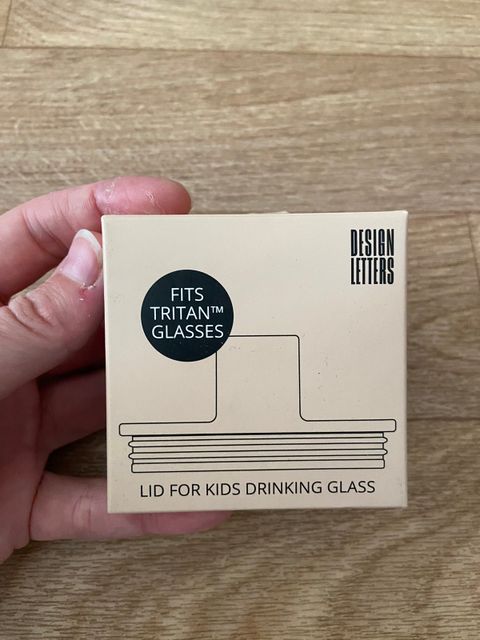 DESIGN
LETTERS
FITS
TRITAN™
GLASSES
LID FOR KIDS DRINKING GLASS